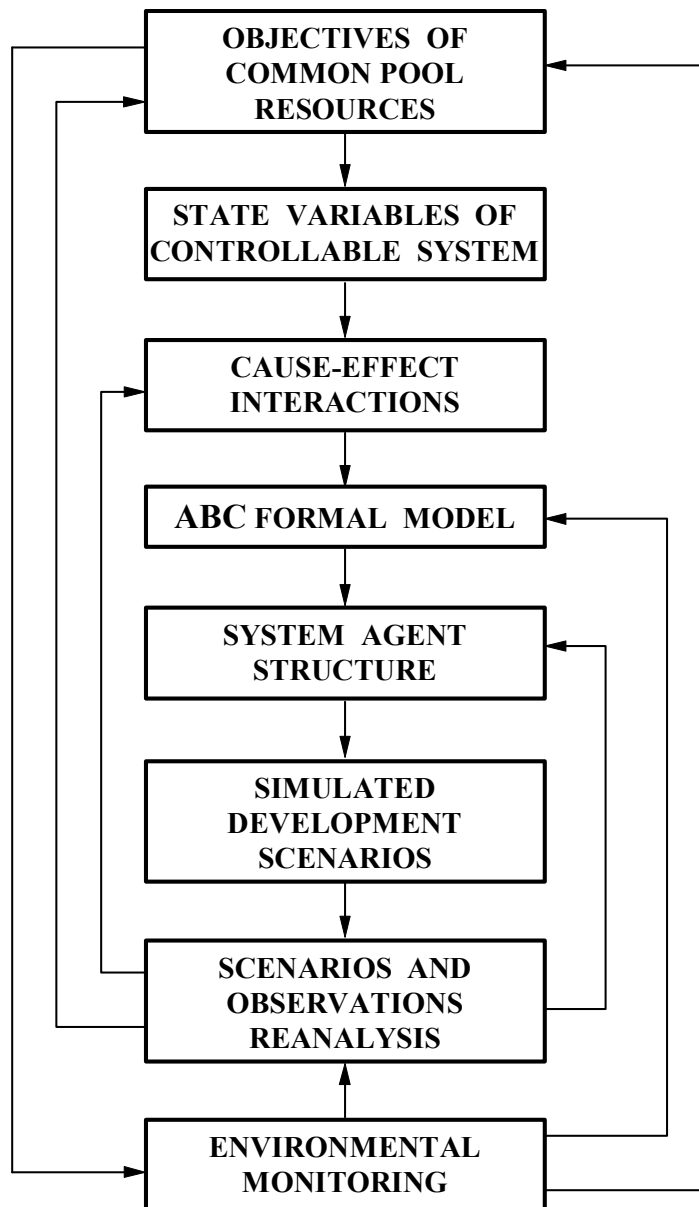 OBJECTIVES OF
COMMON POOL
RESOURCES
STATE VARIABLES OF
CONTROLLABLE SYSTEM
CAUSE-EFFECT
INTERACTIONS
ABC FORMAL MODEL
SYSTEM AGENT
STRUCTURE
SIMULATED
DEVELOPMENT
SCENARIOS
SCENARIOS AND
OBSERVATIONS
REANALYSIS
ENVIRONMENTAL
MONITORING